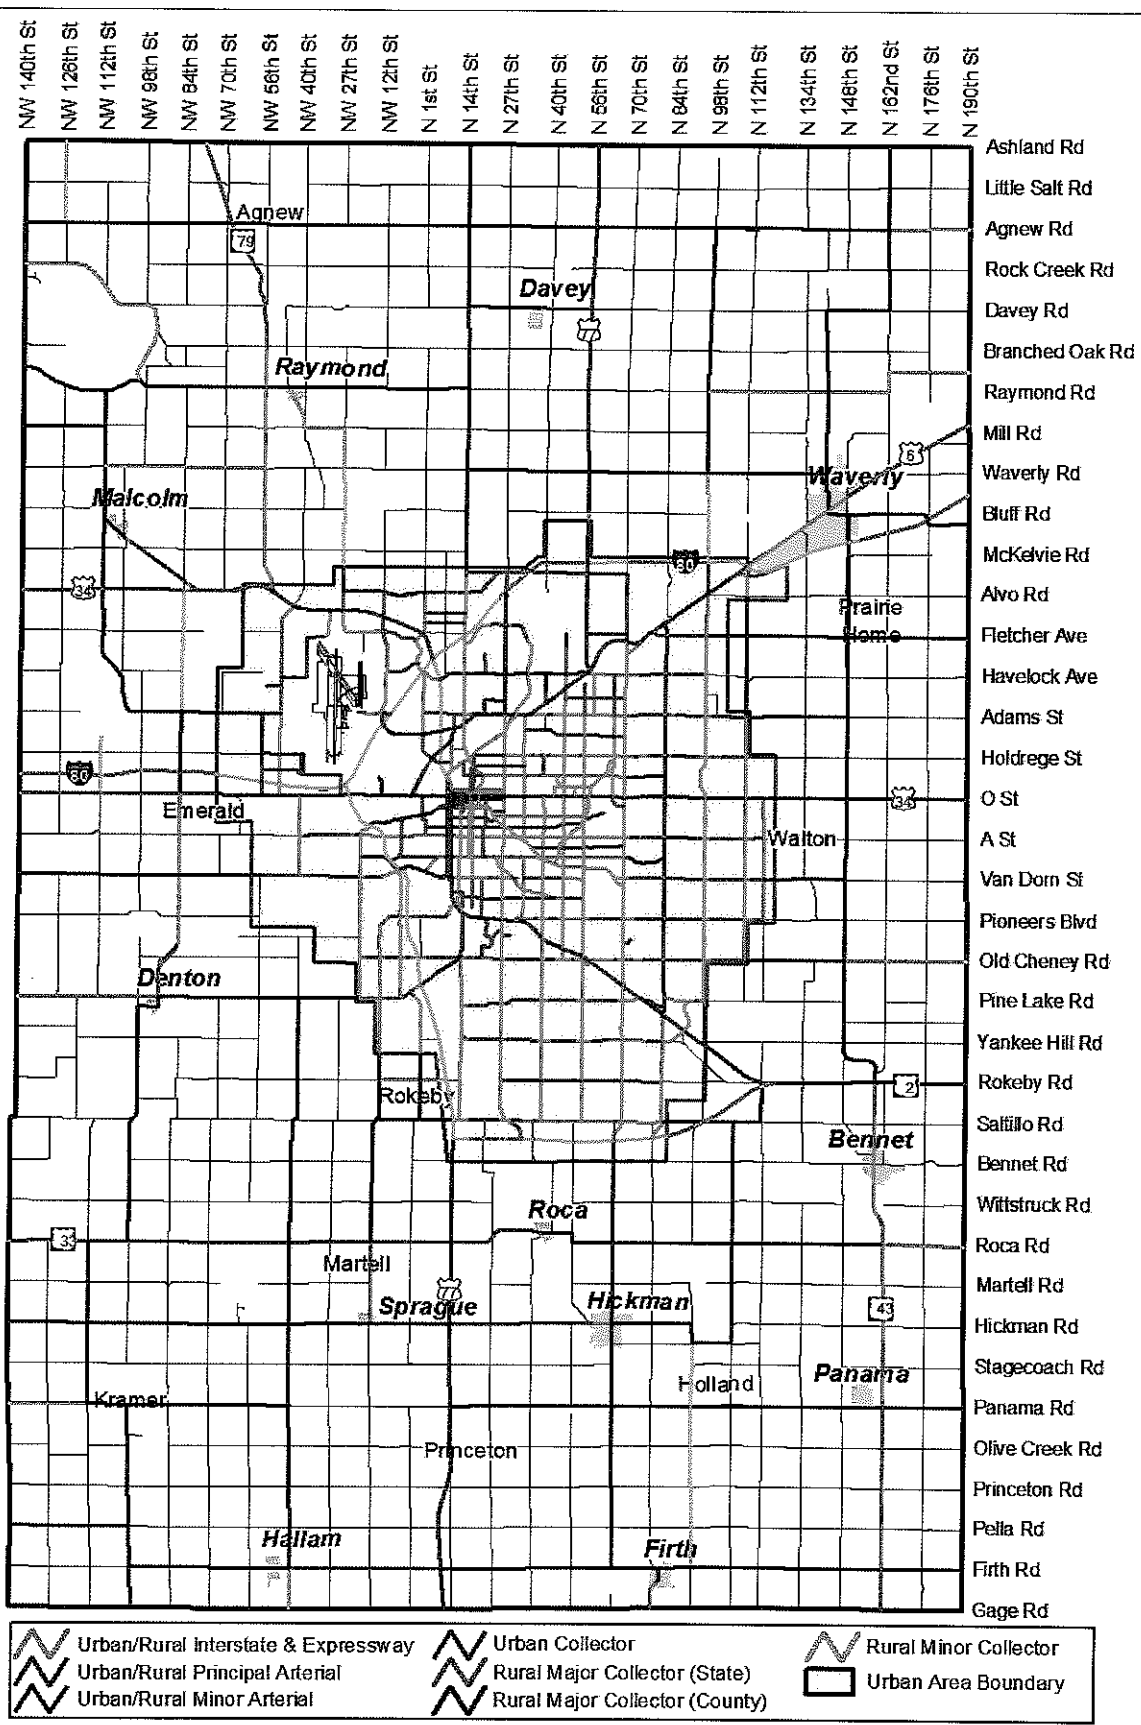 NW 140th St
NW 126th St
NW 112th St
NW 98th St
NW 84th St
NW 70th St
NW 56th St
NW 40th St
NW 27th St
NW 12th St
N 1st St
N 14th St
N 27th St
N 40th St
N 56th St
N 70th St
N 84th St
N 98th St
N 112th St
N 134th St
N 148th St
N 162nd St
N 176th St
N 190th St
Ashland Rd
Little Salt Rd
Agnew
Agnew Rd
79
Rock Creek Rd
Davey
Davey Rd
77
Branched Oak Rd
Raymond
Raymond Rd
Mill Rd
6
Waverly
Waverly Rd
Malcolm
Bluff Rd
McKelvie Rd
80
34
Alvo Rd
Prairie
Home
Fletcher Ave
Havelock Ave
Adams St
Holdrege St
80
O St
34
Emerald
A St
Walton
Van Dorn St
Pioneers Blvd
Old Cheney Rd
Denton
Pine Lake Rd
Yankee Hill Rd
Rokeby Rd
2
Rokeby
Saltillo Rd
Bennet
Bennet Rd
Wittstruck Rd
Roca
33
Roca Rd
Martell
Martell Rd
77
Sprague
Hickman
43
Hickman Rd
Stagecoach Rd
Holland
Panama
Kramer
Panama Rd
Princeton
Olive Creek Rd
Princeton Rd
Pella Rd
Hallam
Firth
Firth Rd
Gage Rd
Urban/Rural Interstate & Expressway
Urban/Rural Principal Arterial
Urban/Rural Minor Arterial
Urban Collector
Rural Major Collector (State)
Rural Major Collector (County)
Rural Minor Collector
Urban Area Boundary